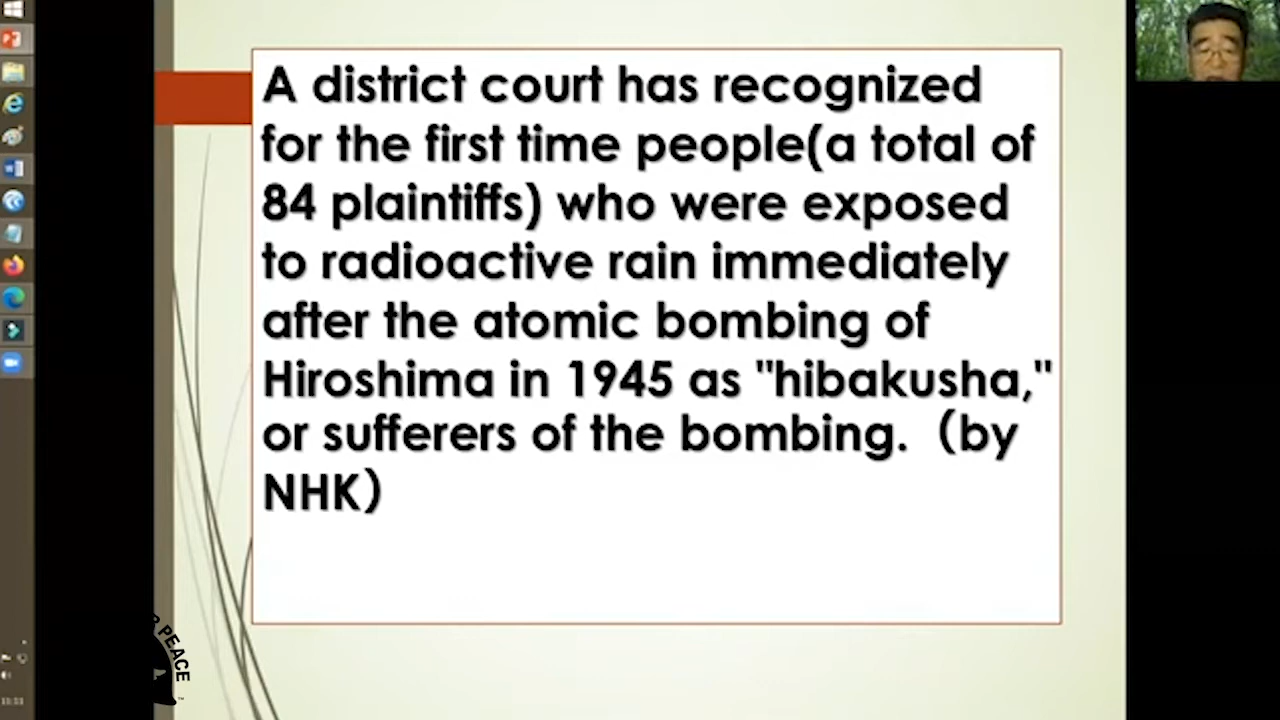 A district court has recognized
for the first time people(a total of
84 plaintiffs) who were exposed
to radioactive rain immediately
after the atomic bombing of
Hiroshima in 1945 as "hibakusha,"
or sufferers of the bombing.（by
NHK）
PEACE